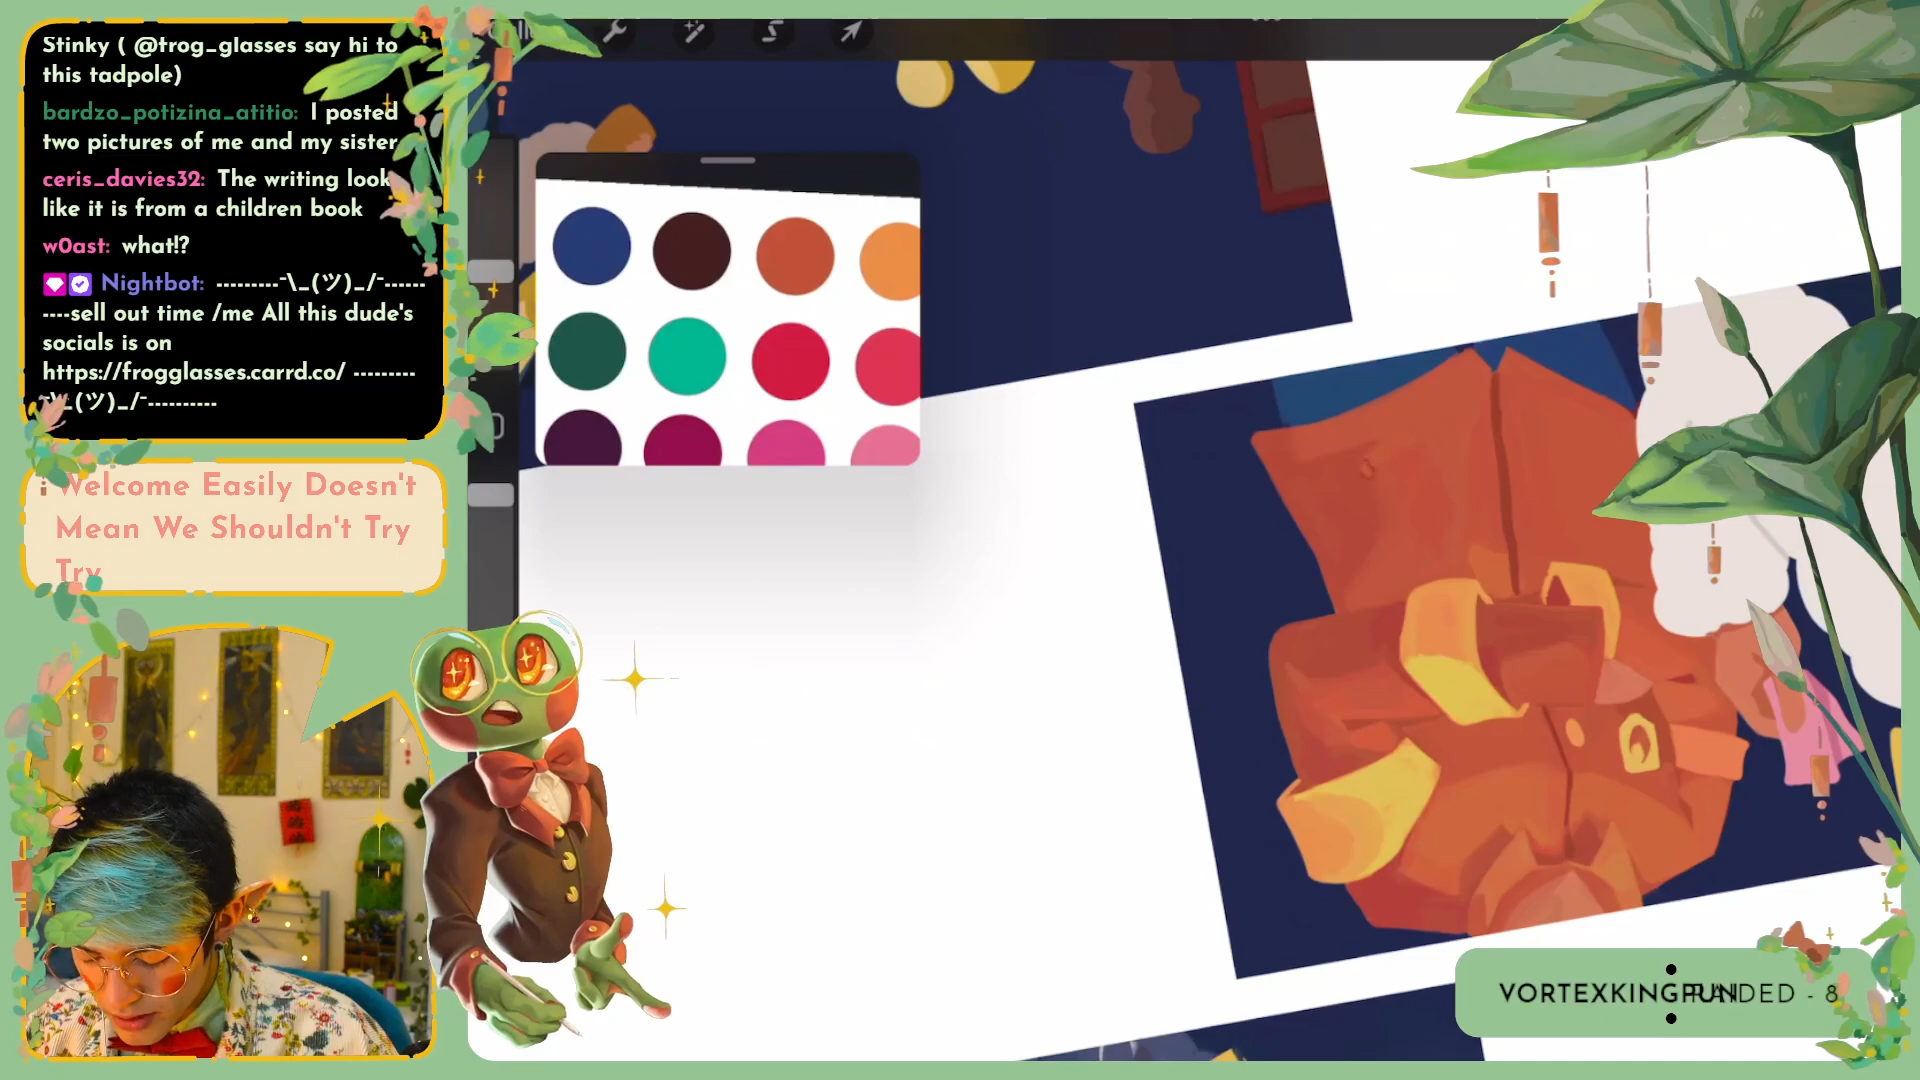 Stinky ( @frog_glasses say hi to
this tadpole)
bardzo_potizina_atitio: I posted
two pictures of me and my sister
ceris_davies32: The writing look
like it is from a children book
w0ast: what!?
Nightbot: ---------¯\_(ツ)_/¯------
----sell out time /me All this dude's
socials is on
https://frogglasses.carrd.co/ ---------
¯\_(ツ)_/¯----------
Welcome Easily Doesn't
Mean We Shouldn't Try
Try
VORTEXKINGPUN
RAIDED - 8